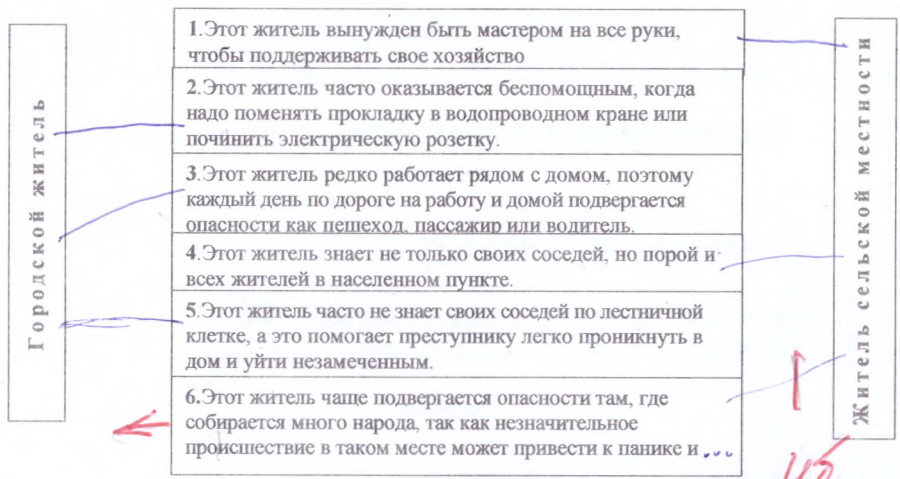 Городской житель
1.Этот житель вынужден быть мастером на все руки,
чтобы поддерживать свое хозяйство
2.Этот житель часто оказывается беспомощным, когда
надо поменять прокладку в водопроводном кране или
починить электрическую розетку.
3.Этот житель редко работает рядом с домом, поэтому
каждый день по дороге на работу и домой подвергается
опасности как пешеход, пассажир или водитель.
4.Этот житель знает не только своих соседей, но порой и
всех жителей в населенном пункте.
5.Этот житель часто не знает своих соседей по лестничной
клетке, а это помогает преступнику легко проникнуть в
дом и уйти незамеченным.
6.Этот житель чаще подвергается опасности там, где
собирается много народа, так как незначительное
происшествие в таком месте может привести к панике и ...
Житель сельской местности